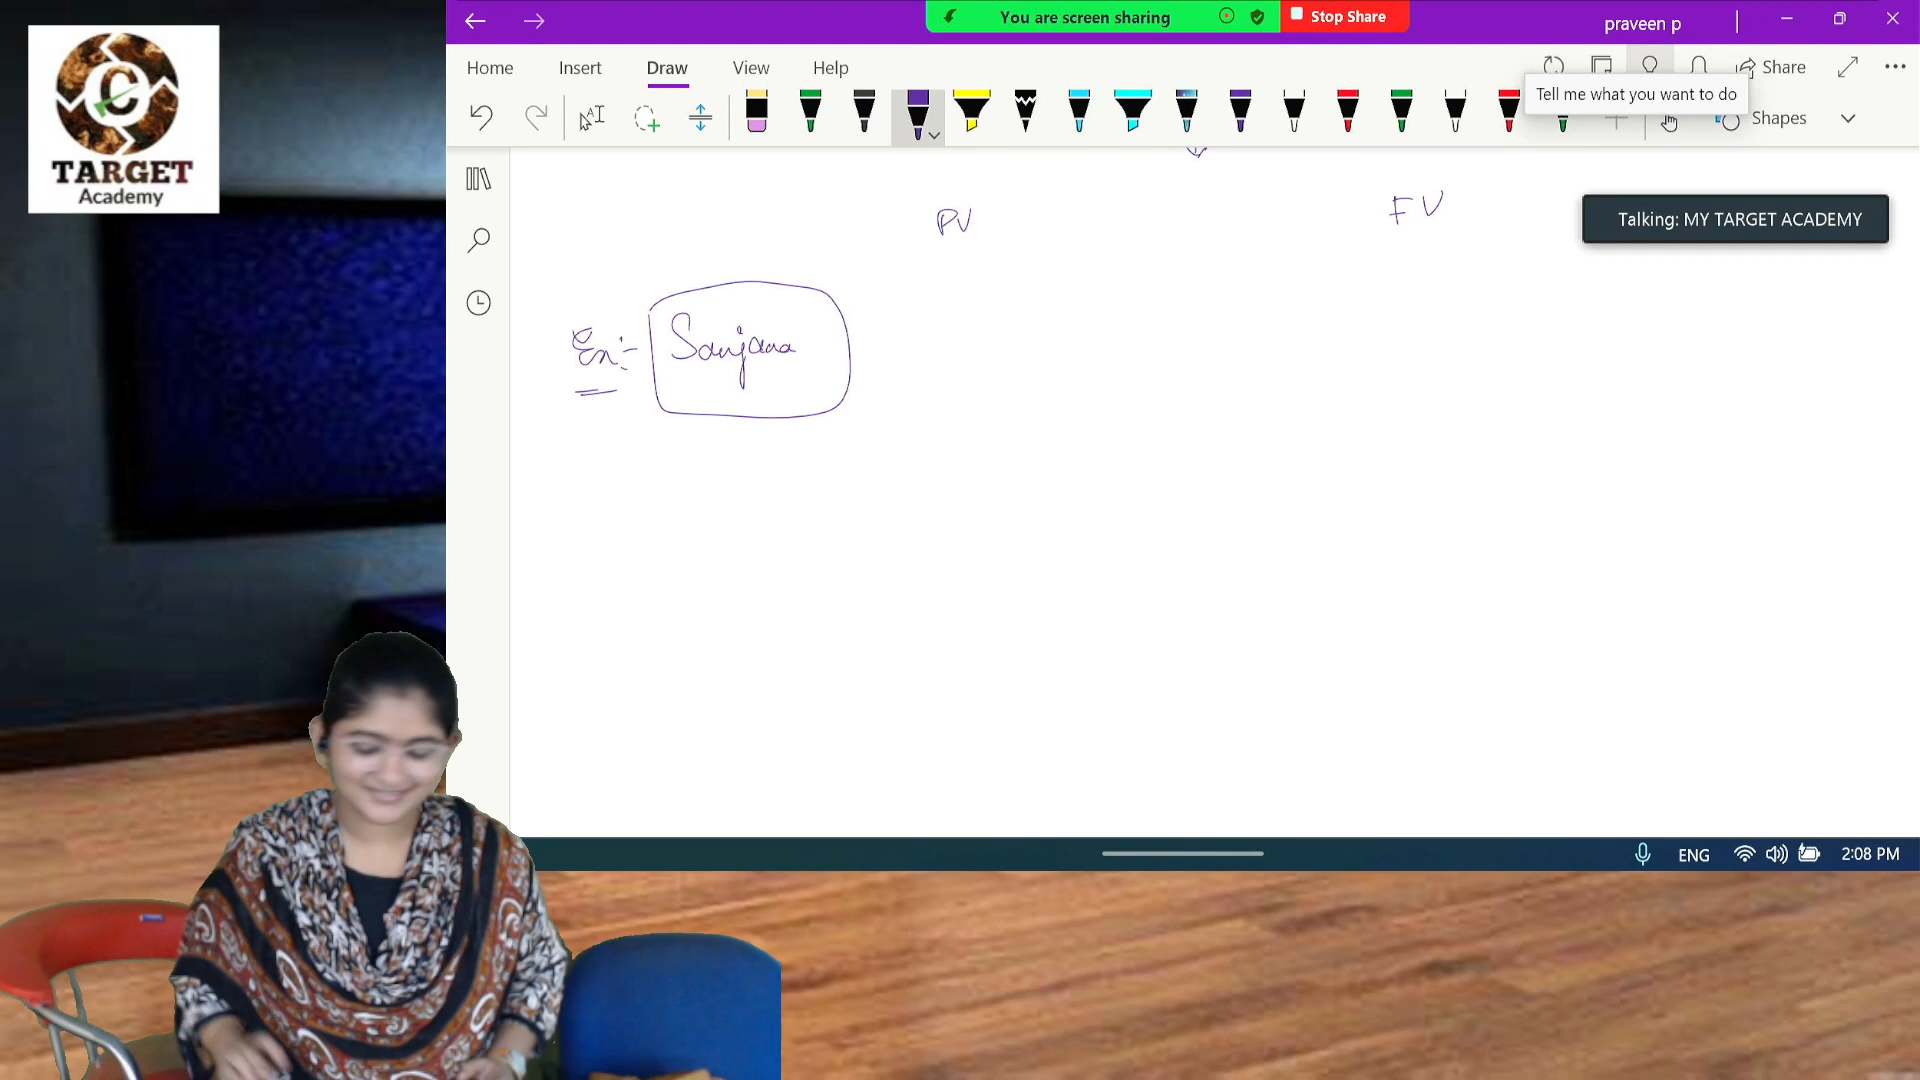 TARGET
Academy
You are screen sharing
Stop Share
praveen p
Home Insert Draw View Help
Share
Tell me what you want to do
Shapes
PV FV
Talking: MY TARGET ACADEMY
Ex:- Sanjana
ENG 2:08 PM